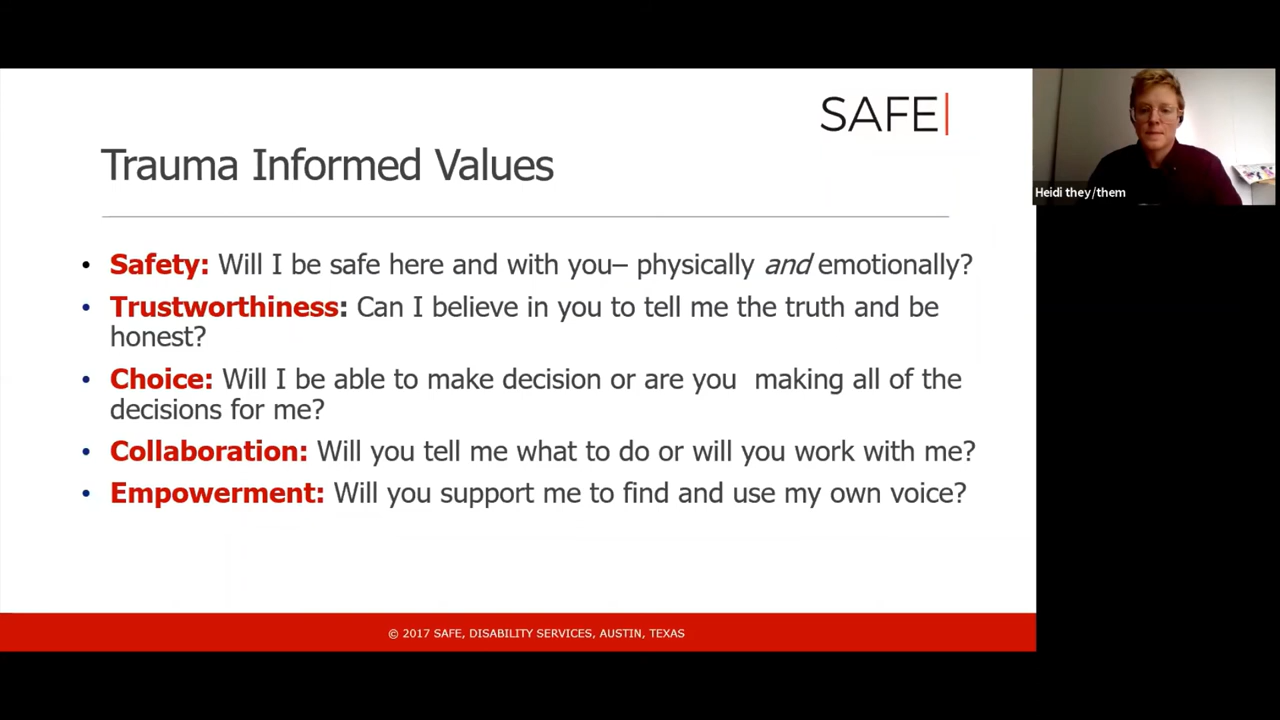 SAFE
Trauma Informed Values
Heidi they/them
• Safety: Will I be safe here and with you– physically and emotionally?
• Trustworthiness: Can I believe in you to tell me the truth and be
honest?
• Choice: Will I be able to make decision or are you  making all of the
decisions for me?
• Collaboration: Will you tell me what to do or will you work with me?
• Empowerment: Will you support me to find and use my own voice?
© 2017 SAFE, DISABILITY SERVICES, AUSTIN, TEXAS